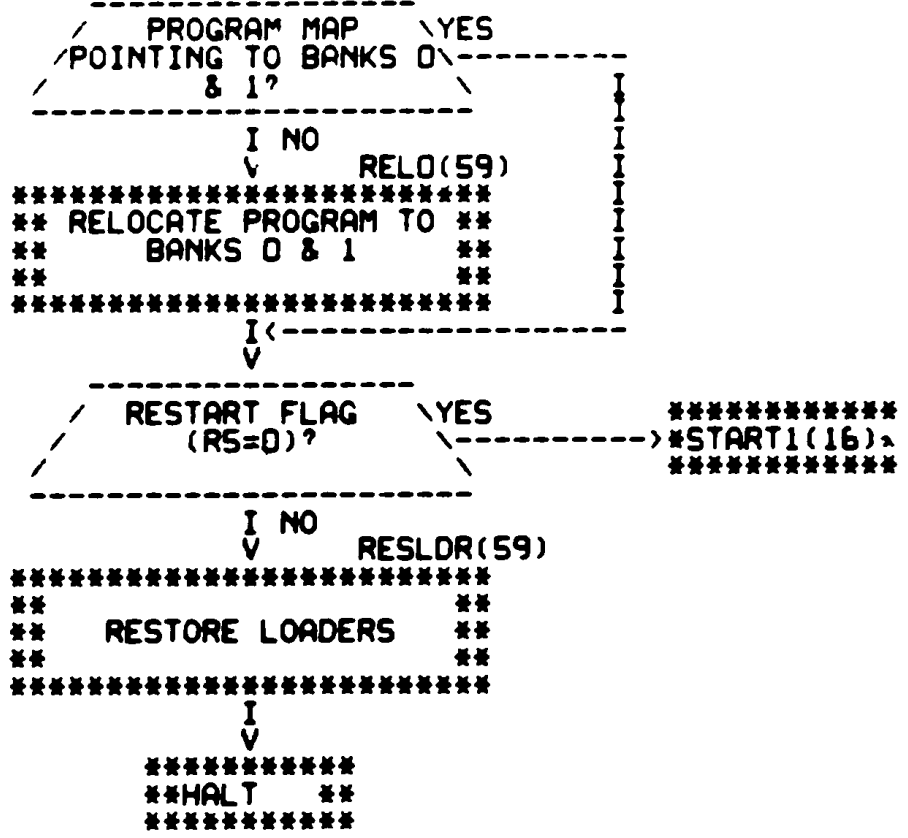 PROGRAM MAP YES
POINTING TO BANKS 0
& 1?
I NO
V RELO(59)
RELOCATE PROGRAM TO
BANKS 0 & 1
RESTART FLAG YES
(RS=0)?
*START1(16)*
I NO
V RESLDR(59)
RESTORE LOADERS
I
V
**HALT **